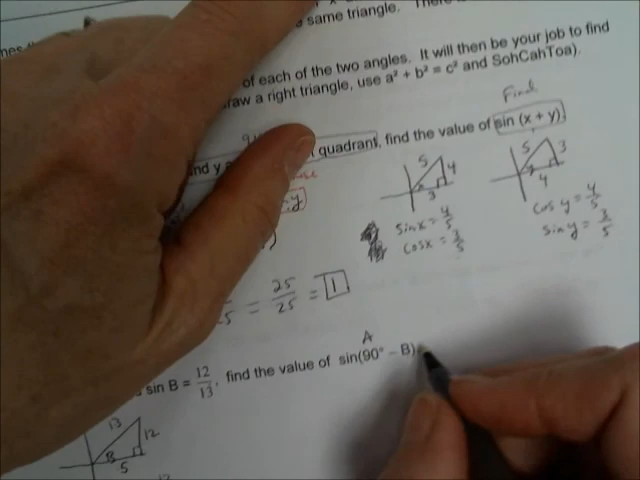 same triangle.
of each of the two angles. It will then be your job to find
draw a right triangle, use a² + b² = c² and SohCahToa).
Find
quadrant, find the value of sin (x + y).
5 4 3
5 3 4
sin x = 4/5
cos x = 3/5
cos y = 4/5
sin y = 3/5
= 25/25 = 1
A
sin B = 12/13, find the value of sin(90° − B)
13 12 B 5